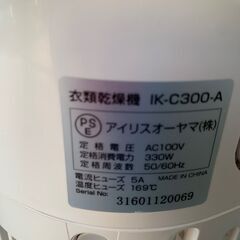 衣類乾燥機 IK-C300-A
PS
E
アイリスオーヤマ(株)
定格電圧 AC100V
定格消費電力 330W
定格周波数 50/60Hz
電流ヒューズ 5A
MADE IN CHINA
温度ヒューズ 169℃
Serial No:
31601120069